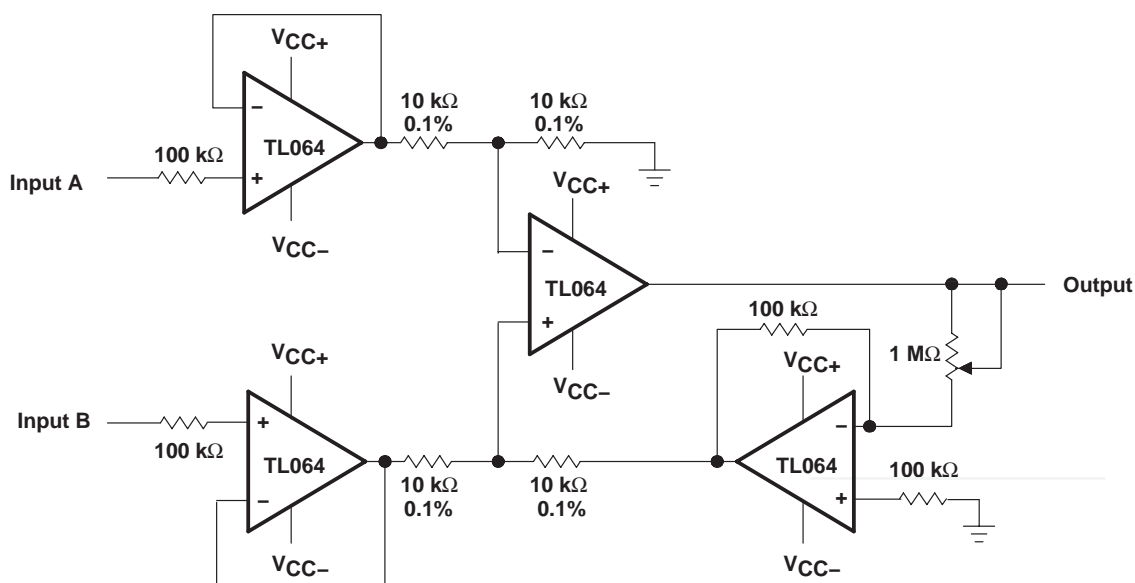 VCC+
10 kΩ
0.1%
10 kΩ
0.1%
−
TL064
100 kΩ
+
Input A
VCC−
VCC+
−
TL064
+
VCC−
Output
100 kΩ
1 MΩ
VCC+
VCC+
Input B
100 kΩ
+
TL064
−
VCC−
10 kΩ
0.1%
10 kΩ
0.1%
−
TL064
+
100 kΩ
VCC−